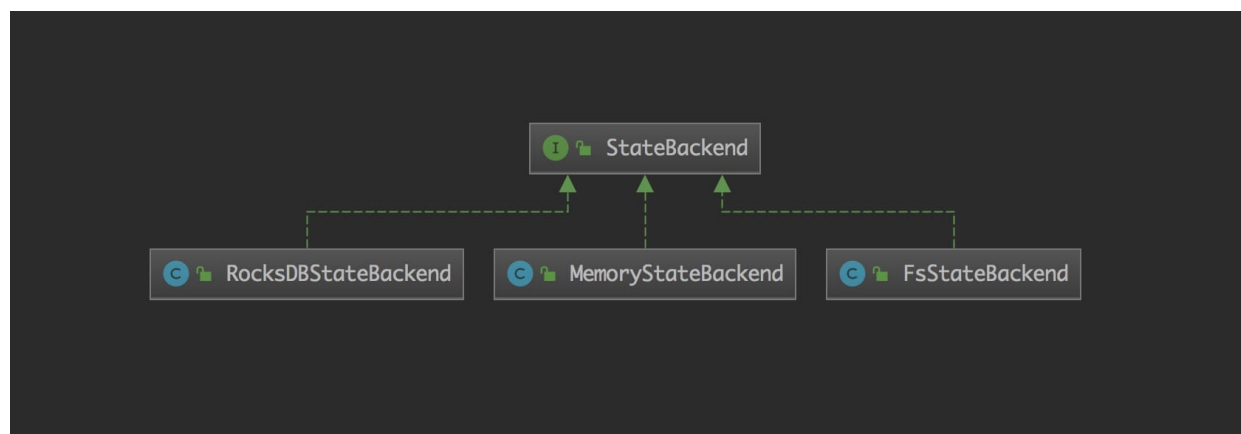 I StateBackend
C RocksDBStateBackend
C MemoryStateBackend
C FsStateBackend